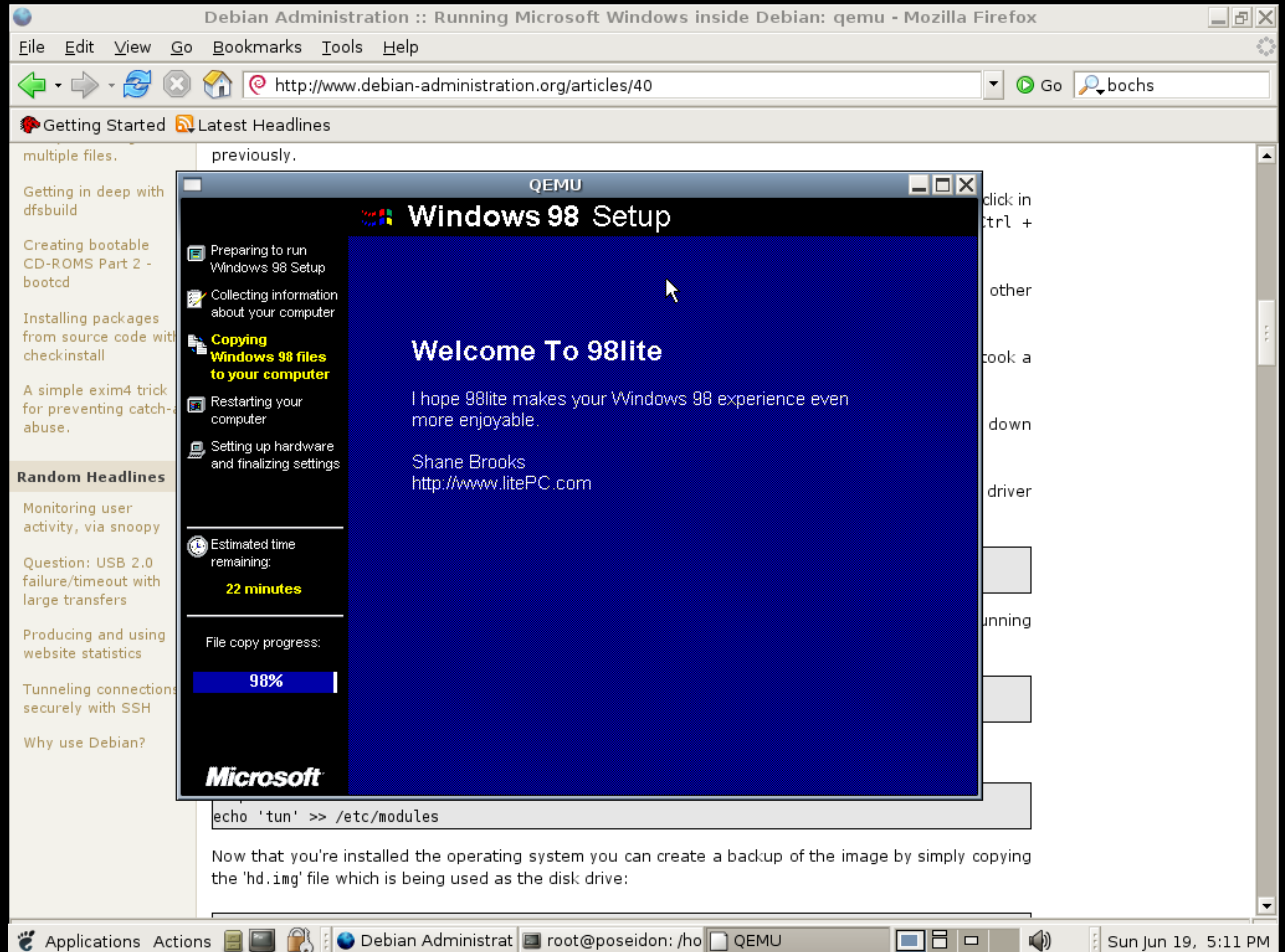 Debian Administration :: Running Microsoft Windows inside Debian: qemu - Mozilla Firefox
File Edit View Go Bookmarks Tools Help
http://www.debian-administration.org/articles/40
Go
bochs
Getting Started
Latest Headlines
multiple files.
Getting in deep with
dfsbuild
Creating bootable
CD-ROMS Part 2 -
bootcd
Installing packages
from source code with
checkinstall
A simple exim4 trick
for preventing catch-
abuse.
Random Headlines
Monitoring user
activity, via snoopy
Question: USB 2.0
failure/timeout with
large transfers
Producing and using
website statistics
Tunneling connections
securely with SSH
Why use Debian?
previously.
click in
Ctrl +
other
took a
down
driver
running
QEMU
Windows 98 Setup
Preparing to run
Windows 98 Setup
Collecting information
about your computer
Copying
Windows 98 files
to your computer
Restarting your
computer
Setting up hardware
and finalizing settings
Estimated time
remaining:
22 minutes
File copy progress:
98%
Microsoft
Welcome To 98lite
I hope 98lite makes your Windows 98 experience even
more enjoyable.
Shane Brooks
http://www.litePC.com
echo 'tun' >> /etc/modules
Now that you're installed the operating system you can create a backup of the image by simply copying
the 'hd.img' file which is being used as the disk drive:
Applications Actions
Debian Administrat
root@poseidon: /ho
QEMU
Sun Jun 19, 5:11 PM